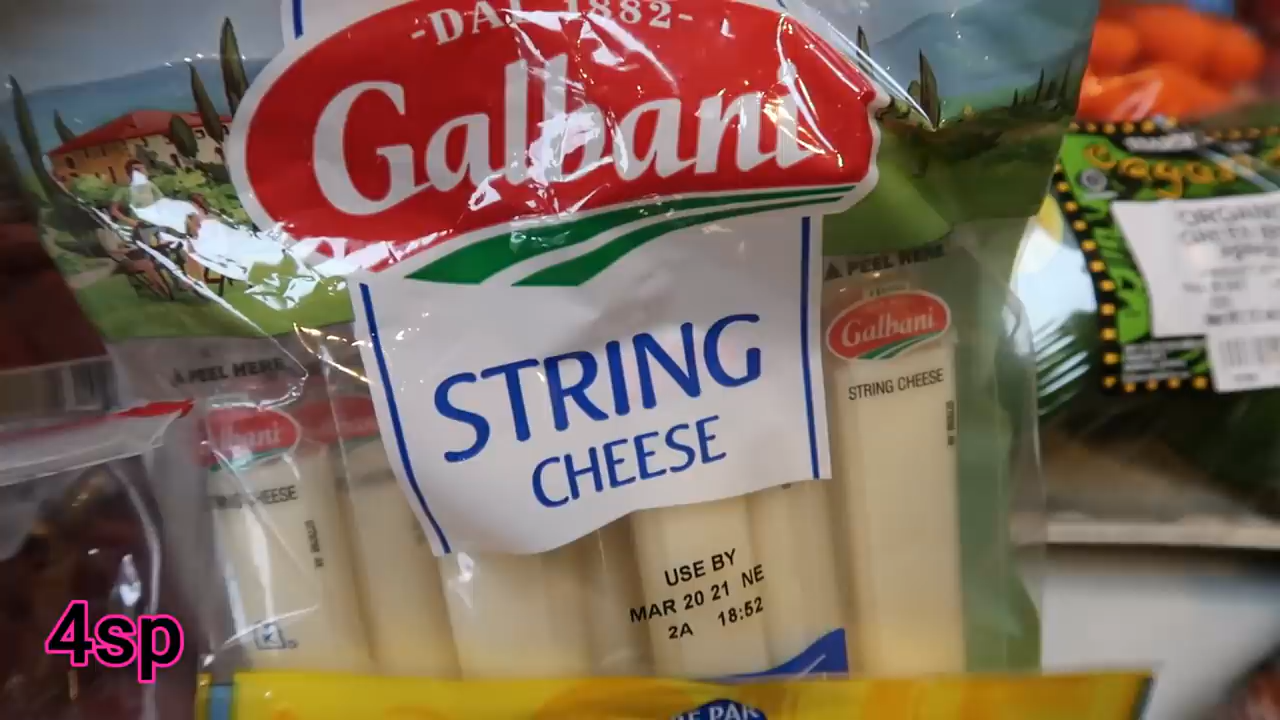 -DAL 1882-
Galbani
STRING
CHEESE
PEEL HERE
Galbani
STRING CHEESE
PEEL HERE
CHEESE
USE BY
MAR 20 21 NE
2A 18:52
4sp